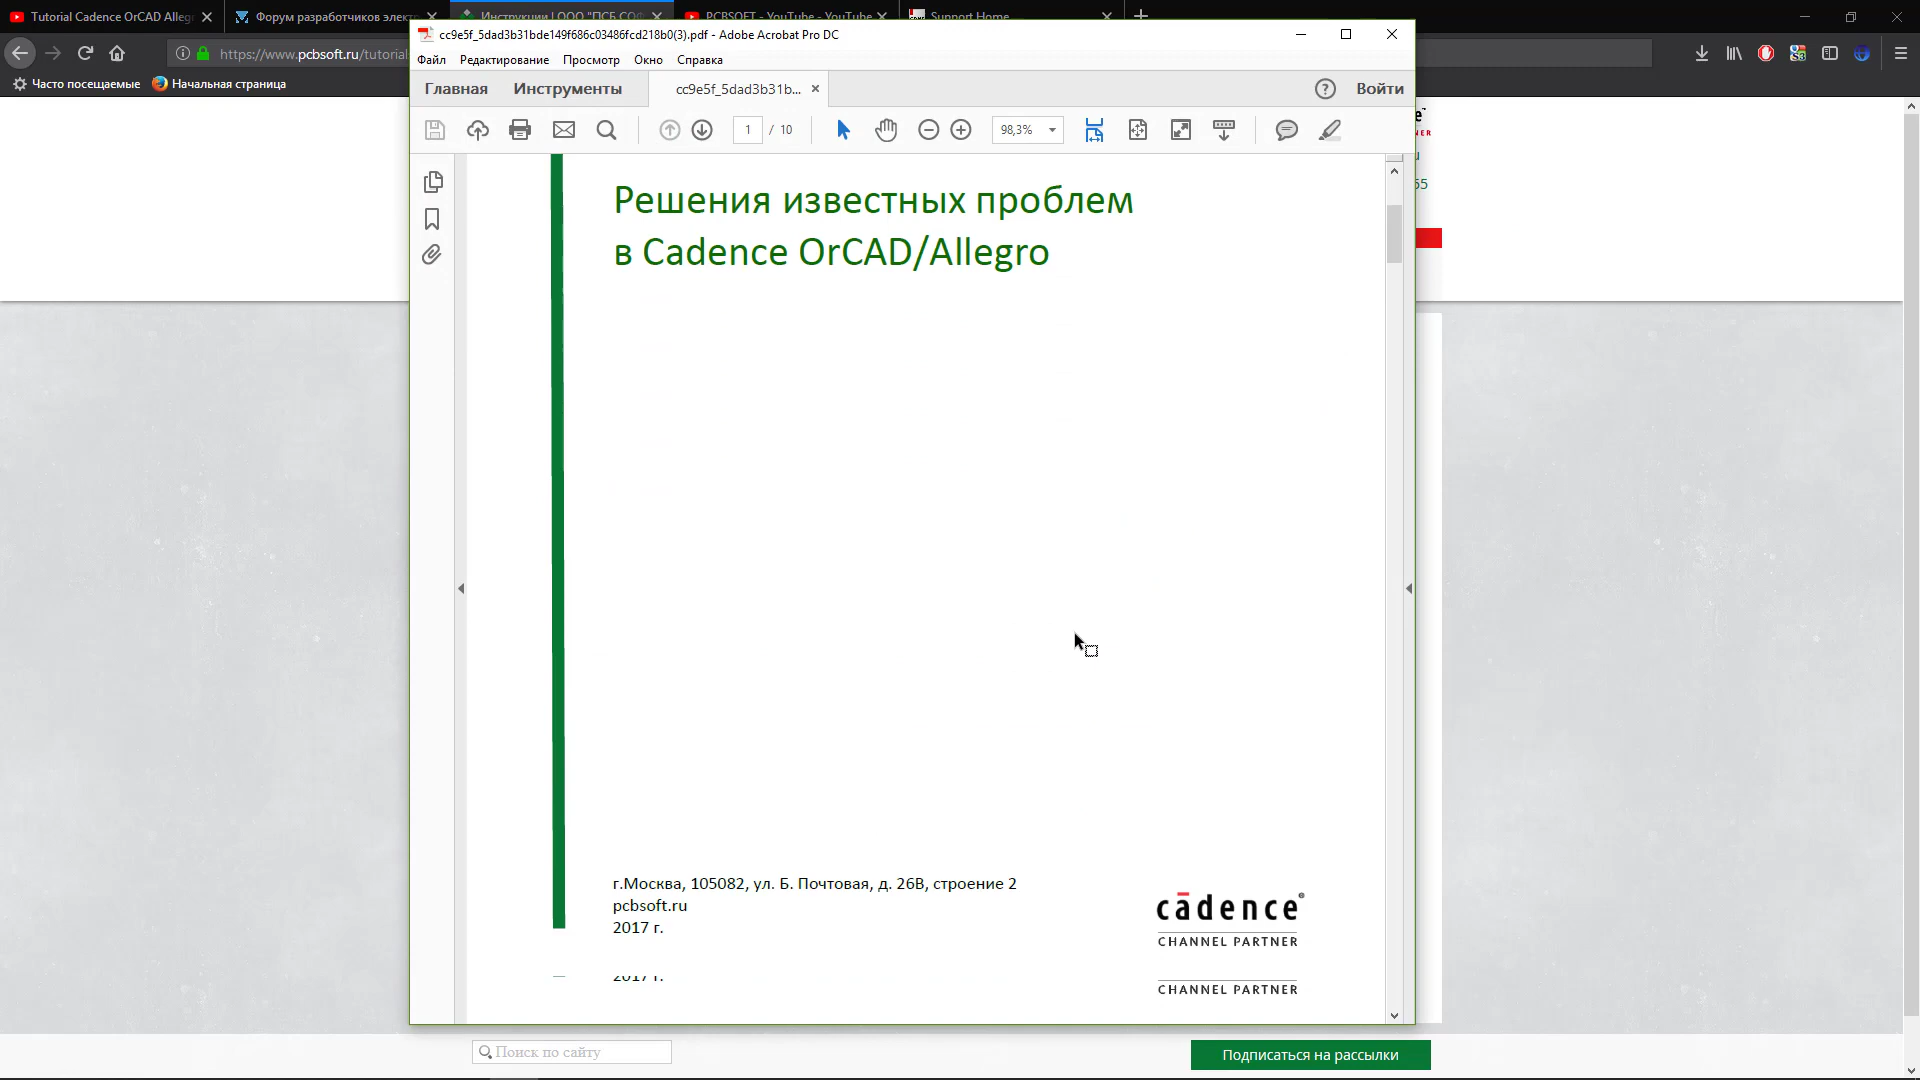 Tutorial Cadence OrCAD Allegr
Форум разработчиков элект
Инструкции | ООО "ПСБ СОФ
PCBSOFT - YouTube - YouTube
Support Home
https://www.pcbsoft.ru/tutorial
Часто посещаемые
Начальная страница
cc9e5f_5dad3b31bde149f686c03486fcd218b0(3).pdf - Adobe Acrobat Pro DC
Файл Редактирование Просмотр Окно Справка
Главная Инструменты cc9e5f_5dad3b31b... Войти
1 / 10 98,3%
Решения известных проблем
в Cadence OrCAD/Allegro
г.Москва, 105082, ул. Б. Почтовая, д. 26В, строение 2
pcbsoft.ru
2017 г.
cādence®
CHANNEL PARTNER
2017 г.
CHANNEL PARTNER
Поиск по сайту
Подписаться на рассылки